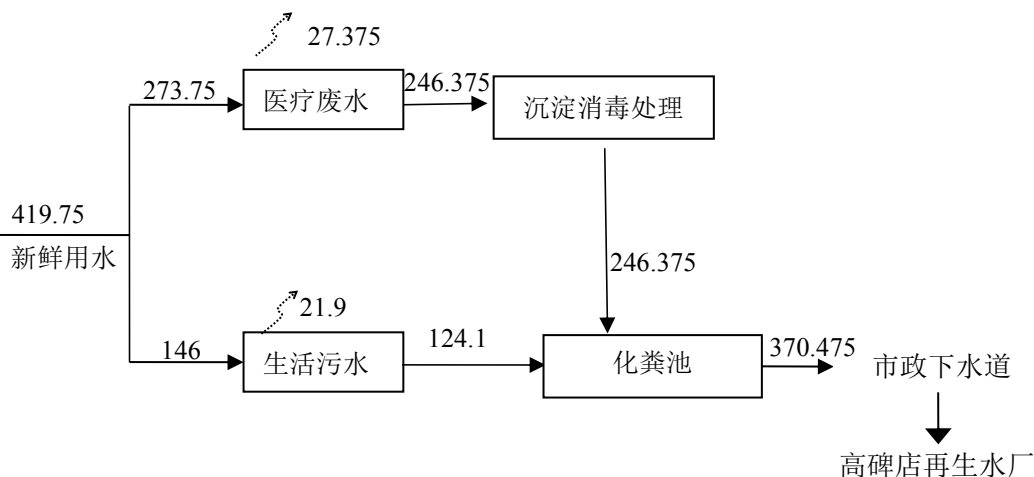 27.375
273.75
医疗废水
246.375
沉淀消毒处理
419.75
新鲜用水
246.375
21.9
146
生活污水
124.1
化粪池
370.475
市政下水道
高碑店再生水厂